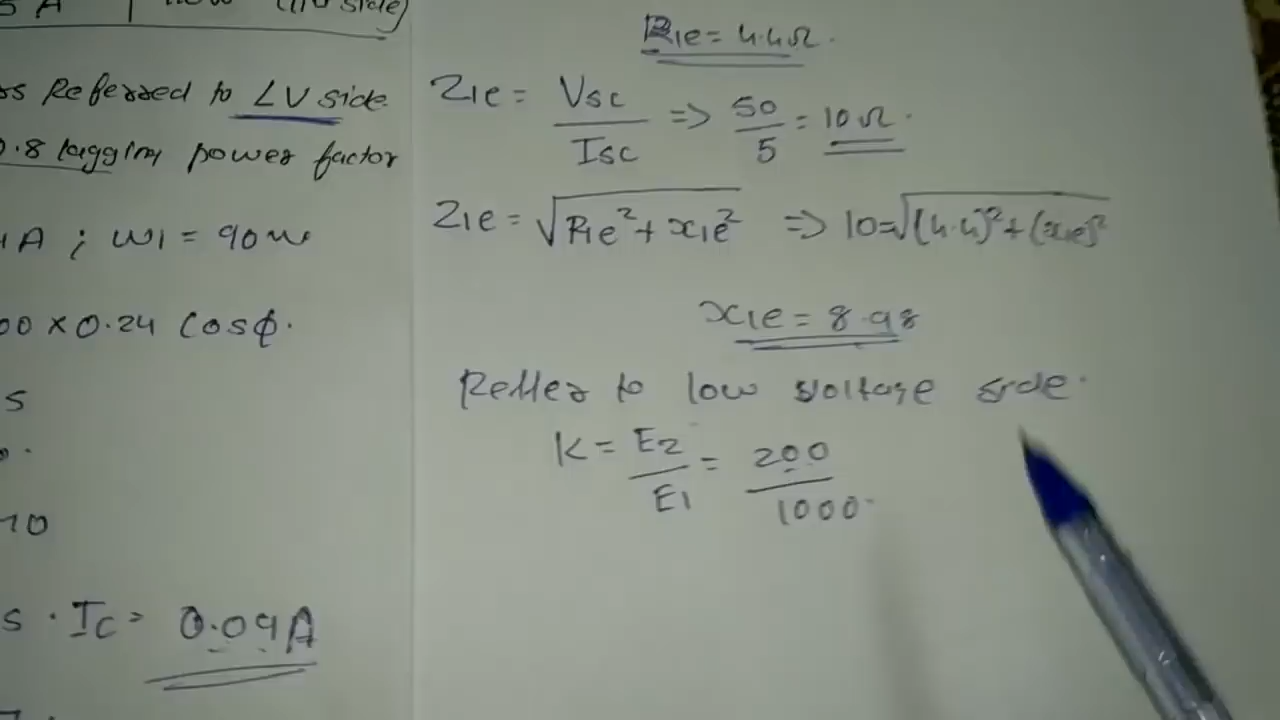 5 A
(HV side)
Referred to LV side
0.8 lagging power factor
A ; W1 = 90w
00 x 0.24 Cosφ.
s
10
s . Ic = 0.09A
R1e = 4.4Ω.
Z1e = Vsc / Isc => 50 / 5 = 10Ω.
Z1e = √R1e² + x1e² => 10 = √(4.4)² + (x1e)²
x1e = 8.98
Reffer to low voltage side.
K = E2 / E1 = 200 / 1000.